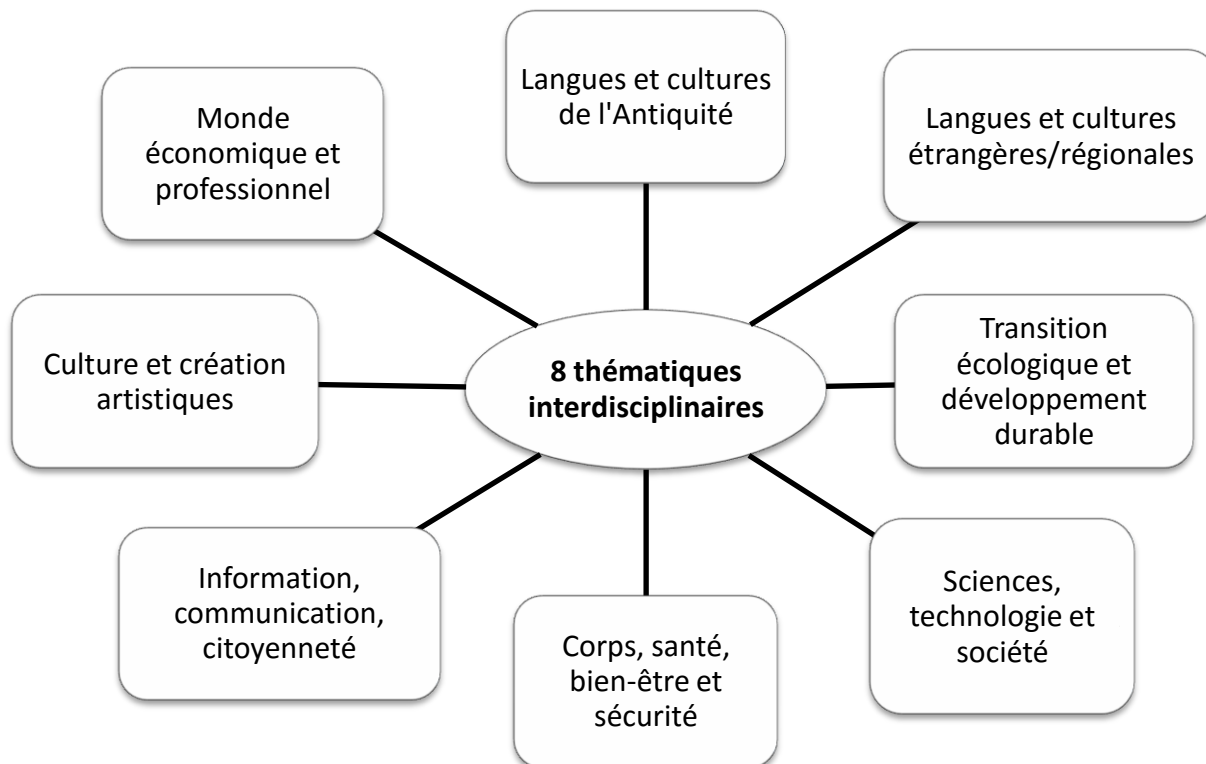 Langues et cultures
de l'Antiquité
Langues et cultures
étrangères/régionales
Transition
écologique et
développement
durable
Sciences,
technologie et
société
Corps, santé,
bien-être et
sécurité
Information,
communication,
citoyenneté
Culture et création
artistiques
Monde
économique et
professionnel
8 thématiques
interdisciplinaires